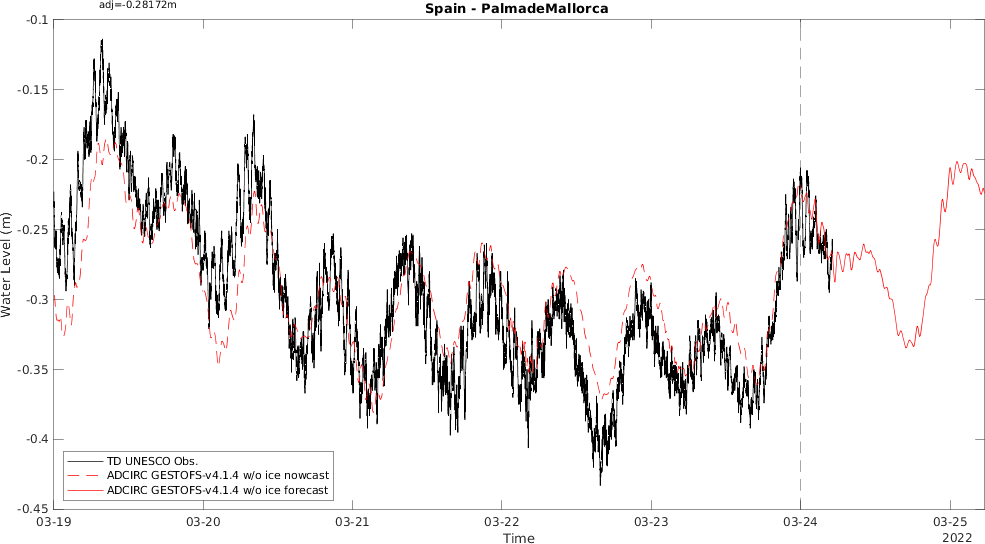 adj=-0.28172m
Spain - PalmadeMallorca
Water Level (m)
-0.1
-0.15
-0.2
-0.25
-0.3
-0.35
-0.4
-0.45
TD UNESCO Obs.
ADCIRC GESTOFS-v4.1.4 w/o ice nowcast
ADCIRC GESTOFS-v4.1.4 w/o ice forecast
03-19 03-20 03-21 03-22 03-23 03-24 03-25
Time
2022